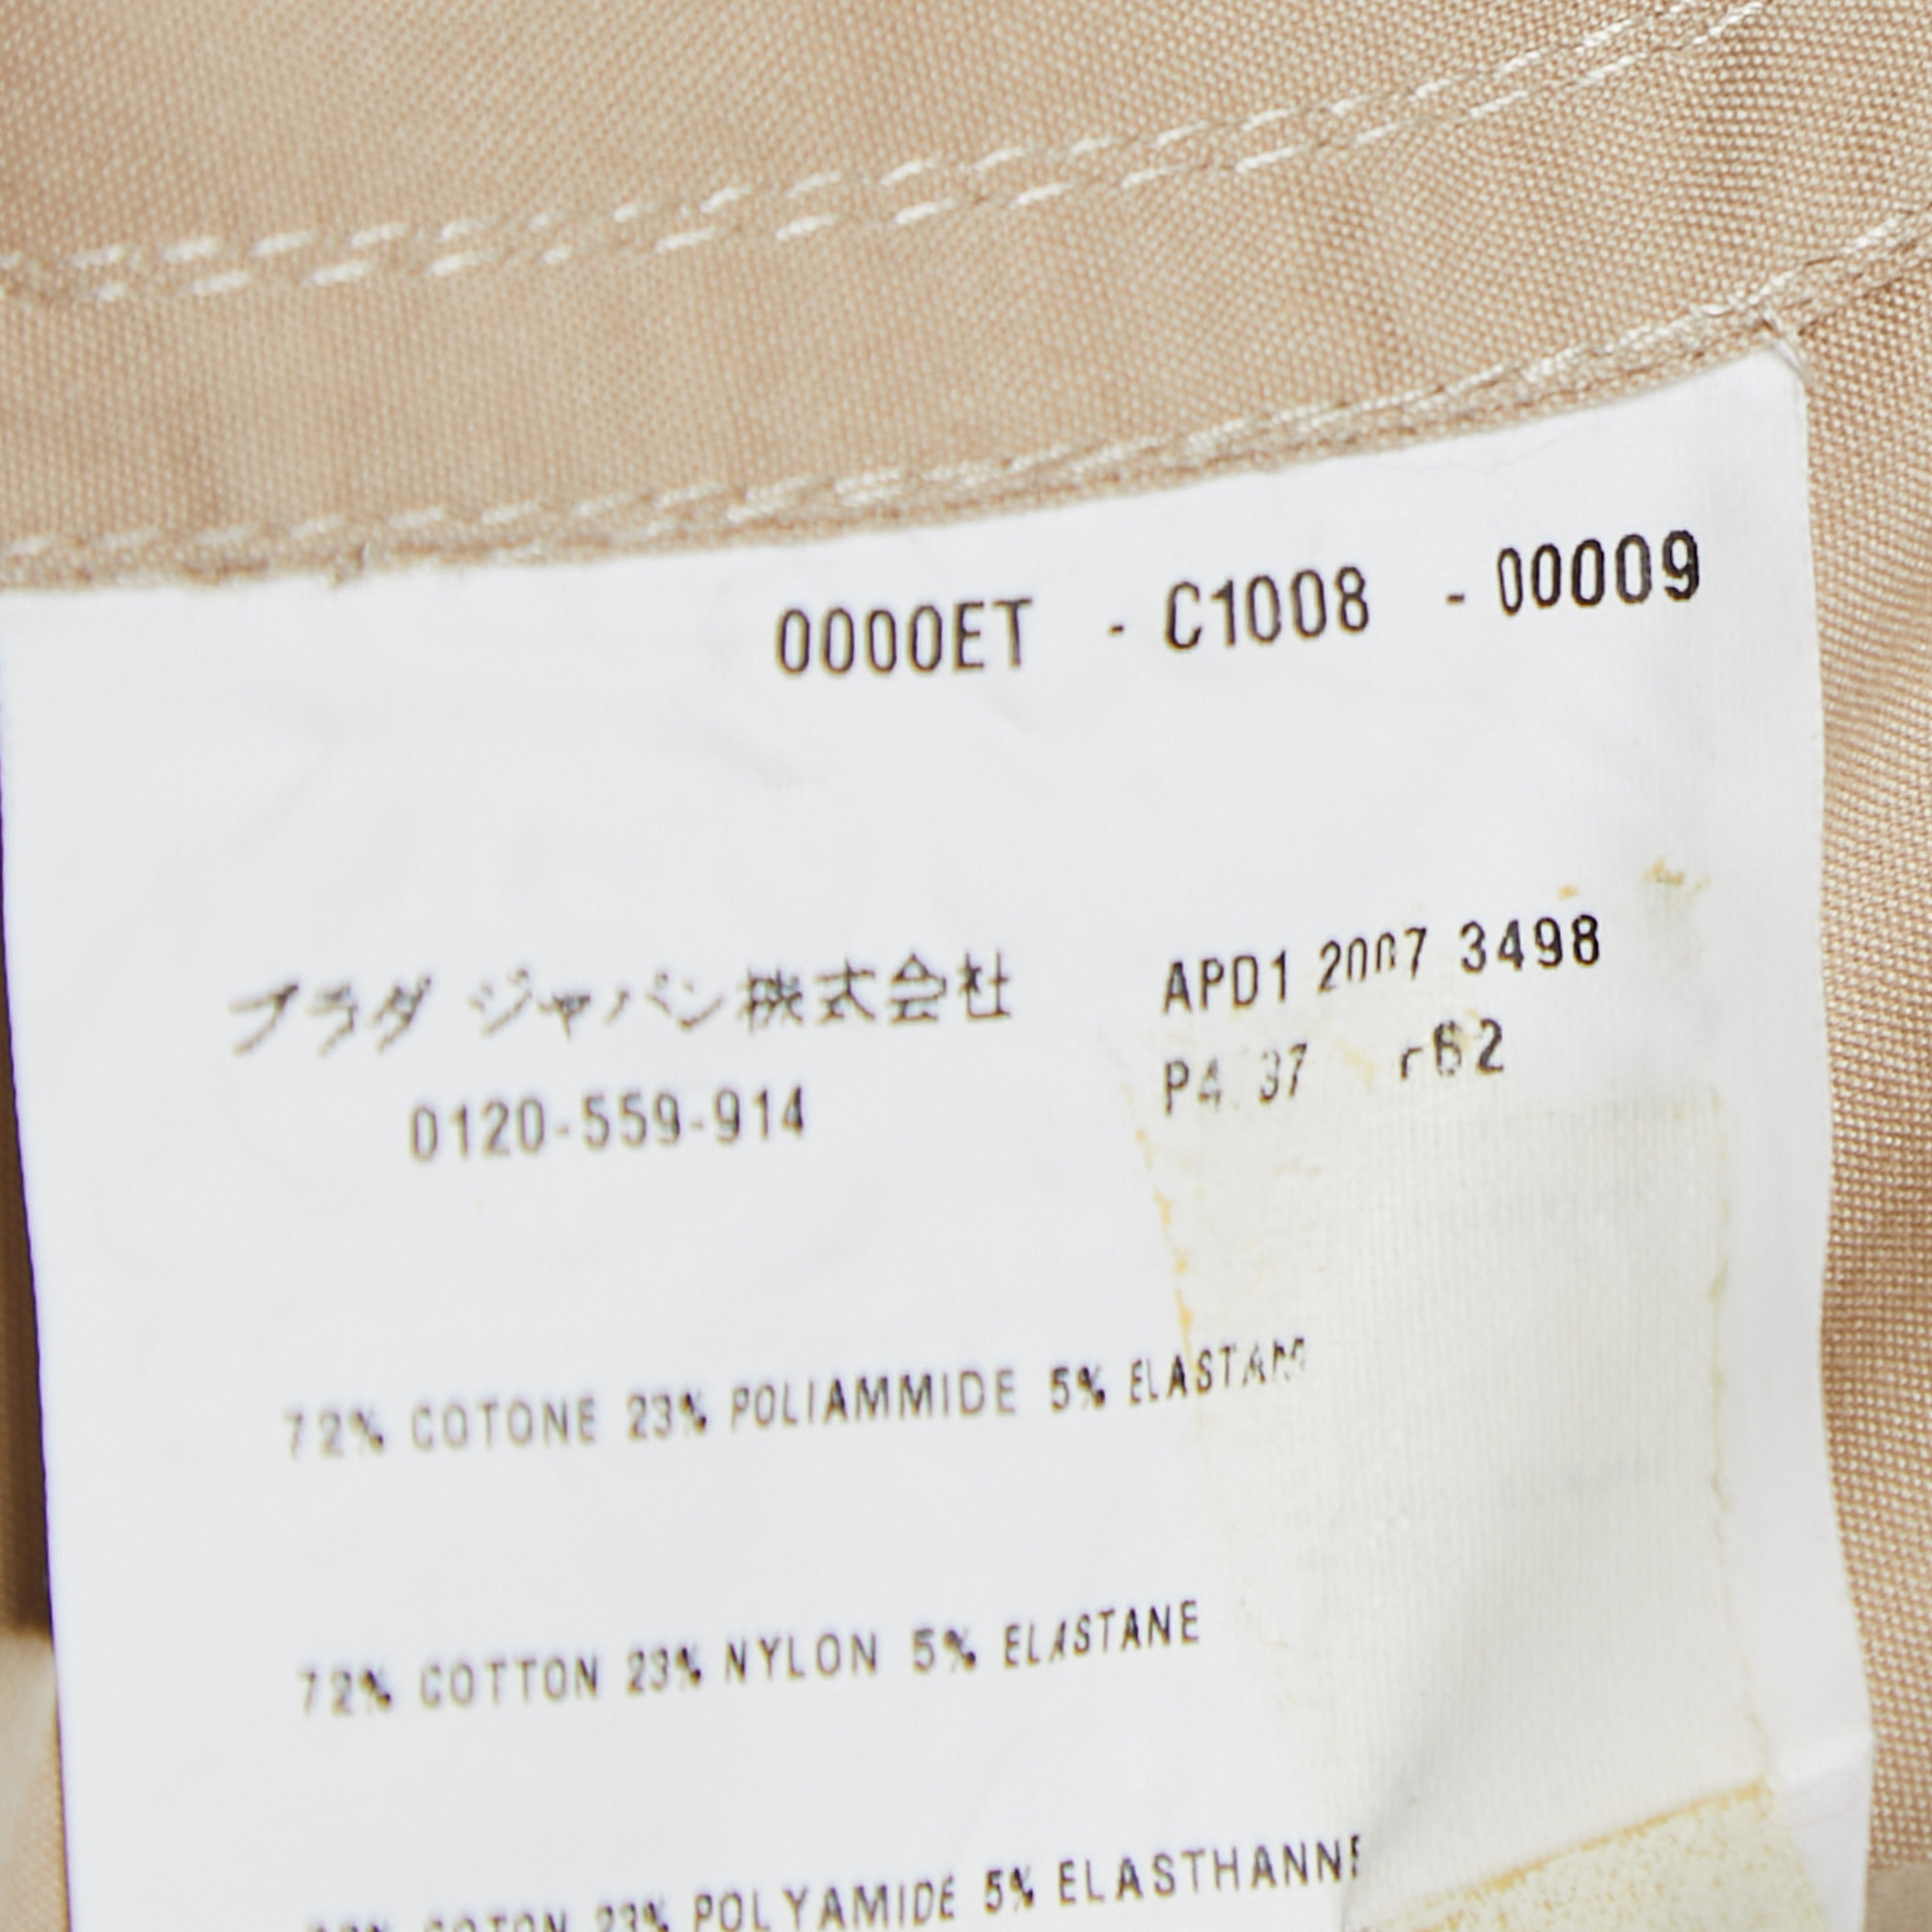 0000ET - C1008 - 00009
プラダ ジャパン株式会社 APD1 2007 3498
0120-559-914
72% COTONE 23% POLIAMMIDE 5%
72% COTTON 23% NYLON 5% ELASTANE
COTON 23% POLYAMIDE 5% ELASTHANNE